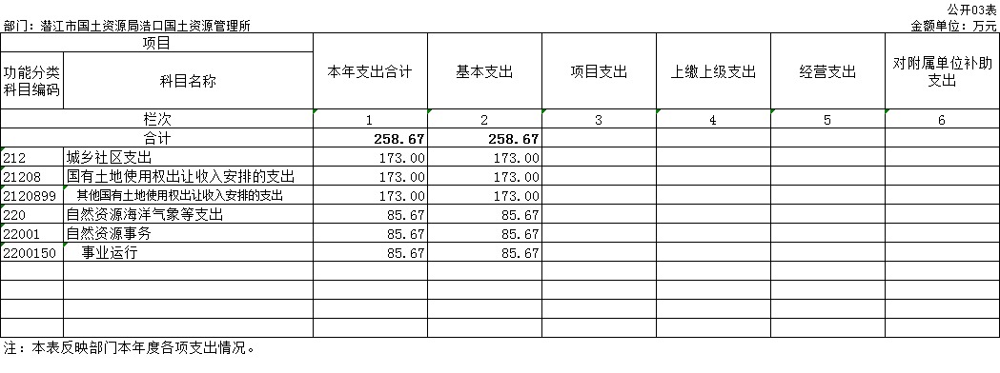 公开03表
部门：潜江市国土资源局浩口国土资源管理所 金额单位：万元
项目 本年支出合计 基本支出 项目支出 上缴上级支出 经营支出 对附属单位补助支出
功能分类科目编码 科目名称
栏次 1 2 3 4 5 6
合计 258.67 258.67
212 城乡社区支出 173.00 173.00
21208 国有土地使用权出让收入安排的支出 173.00 173.00
2120899 其他国有土地使用权出让收入安排的支出 173.00 173.00
220 自然资源海洋气象等支出 85.67 85.67
22001 自然资源事务 85.67 85.67
2200150 事业运行 85.67 85.67
注：本表反映部门本年度各项支出情况。